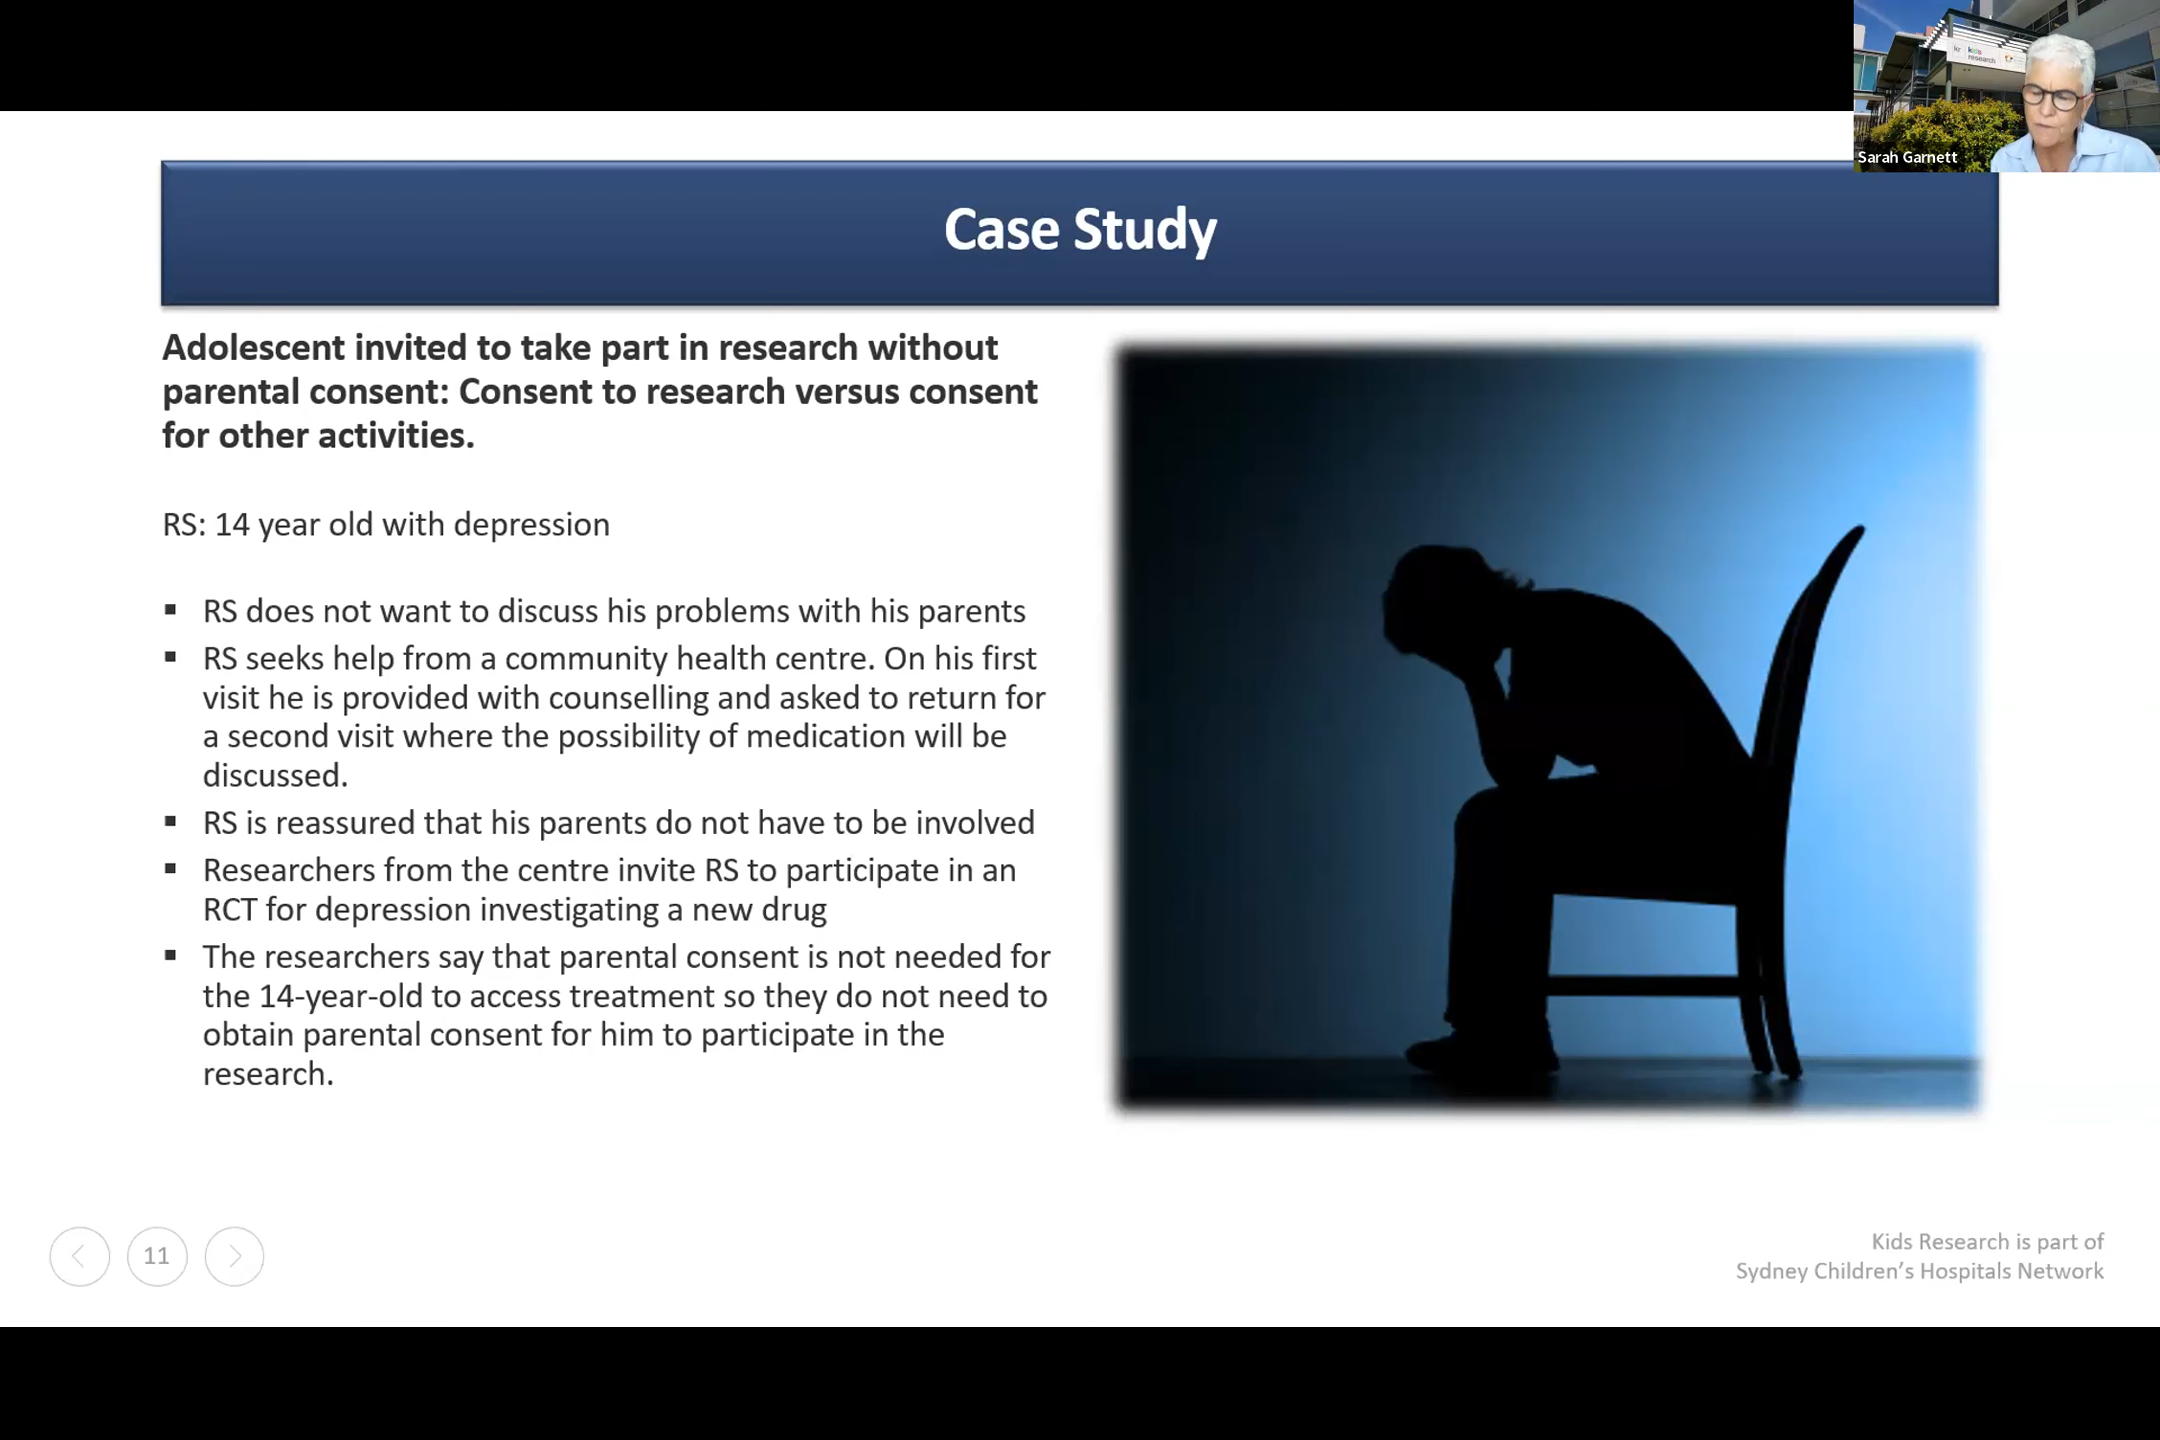 kr
kids
research
Sarah Garnett
Case Study
Adolescent invited to take part in research without
parental consent: Consent to research versus consent
for other activities.
RS: 14 year old with depression
▪ RS does not want to discuss his problems with his parents
▪ RS seeks help from a community health centre. On his first
visit he is provided with counselling and asked to return for
a second visit where the possibility of medication will be
discussed.
▪ RS is reassured that his parents do not have to be involved
▪ Researchers from the centre invite RS to participate in an
RCT for depression investigating a new drug
▪ The researchers say that parental consent is not needed for
the 14-year-old to access treatment so they do not need to
obtain parental consent for him to participate in the
research.
11
Kids Research is part of
Sydney Children’s Hospitals Network